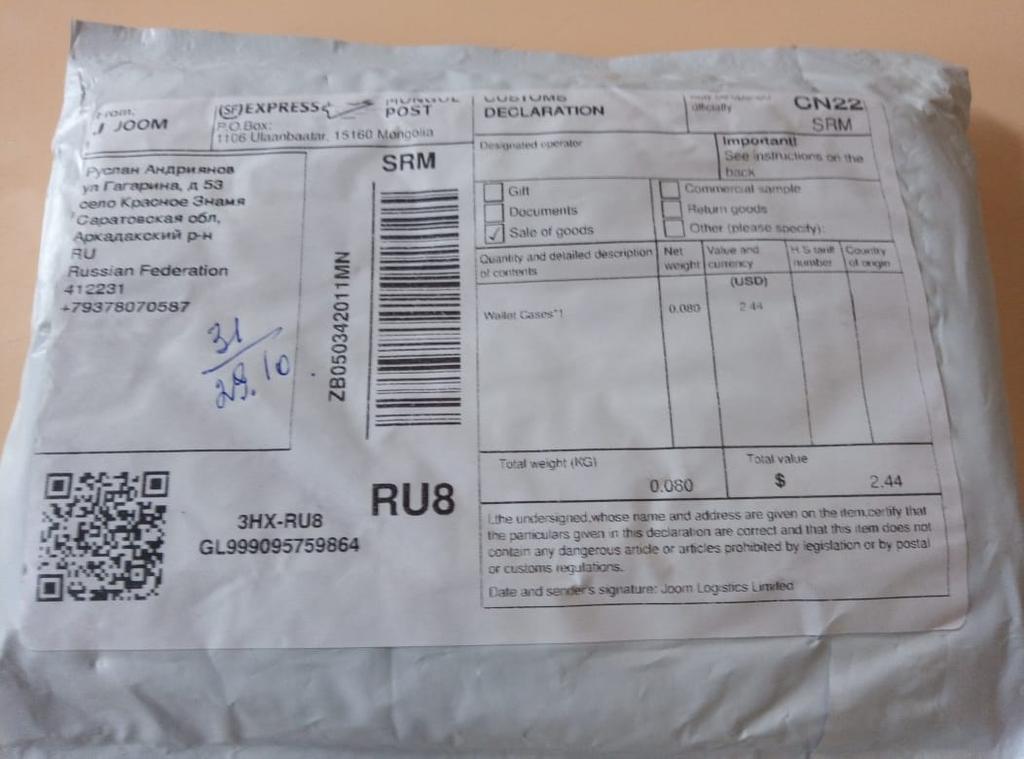 From:
J JOOM
(SF) EXPRESS
MONGOL
POST
P.O.Box:
1106 Ulaanbaatar, 15160 Mongolia
Руслан Андриянов
ул Гагарина, д 53
село Красное Знамя
Саратовская обл,
Аркадакский р-н
RU
Russian Federation
412231
+79378070587
31
29.10
SRM
ZB050342011MN
RU8
3HX-RU8
GL999095759864
CUSTOMS
DECLARATION
May be opened
officially
CN22
SRM
Designated operator
Important!
See instructions on the
back
Gift
Documents
✓ Sale of goods
Commercial sample
Return goods
Other (please specify):
Quantity and detailed description
of contents
Net
weight
Value and
currency
H.S tariff
number
Country
of origin
(USD)
Wallet Cases*1
0.080
2.44
Total weight (KG)
0.080
Total value
$ 2.44
I,the undersigned,whose name and address are given on the item,certify that
the particulars given in this declaration are correct and that this item does not
contain any dangerous article or articles prohibited by legislation or by postal
or customs regulations.
Date and sender's signature: Joom Logistics Limited